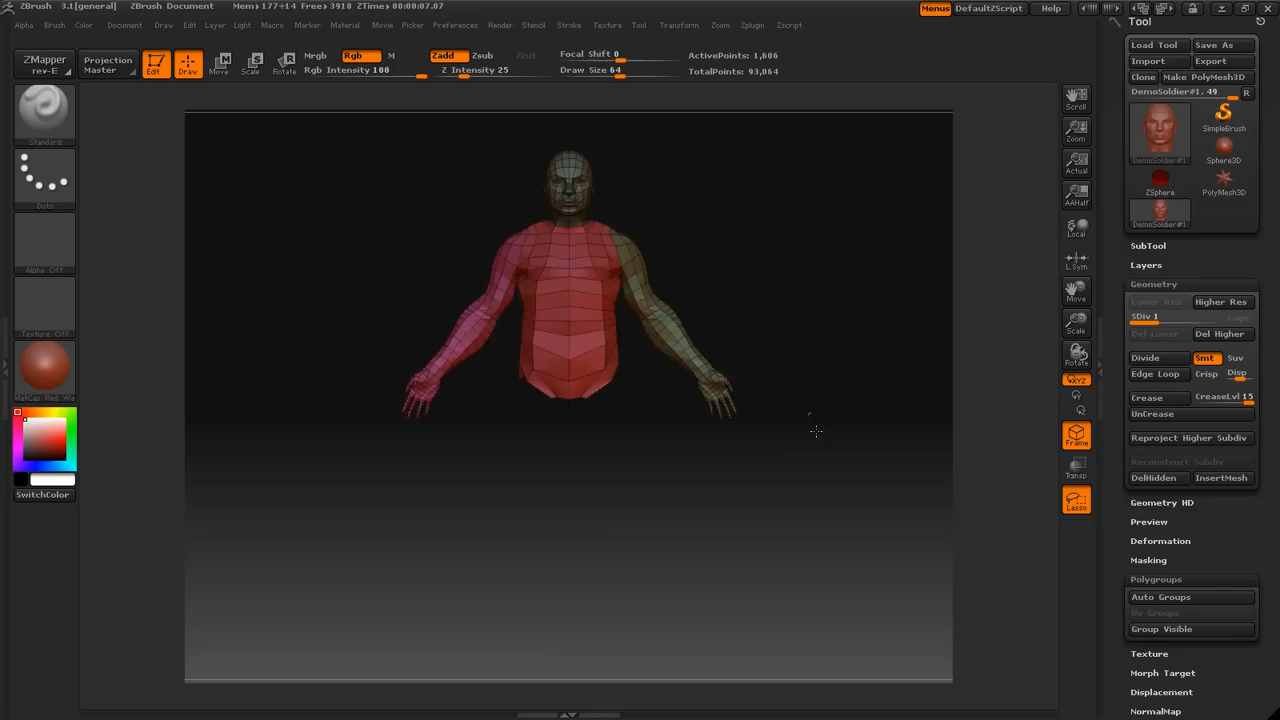 ZBrush 3.1[general] ZBrush Document Mem▸177+14 Free▸3918 ZTime▸00:00:07.07
Menus DefaultZScript Help
Alpha Brush Color Document Draw Edit Layer Light Macro Marker Material Movie Picker Preferences Render Stencil Stroke Texture Tool Transform Zoom Zplugin Zscript
ZMapper
rev-E
Projection
Master
Edit
Draw
Move
Scale
Rotate
Mrgb Rgb M
Rgb Intensity 100
Zadd Zsub Zcut
Z Intensity 25
Focal Shift 0
Draw Size 64
ActivePoints▸ 1,606
TotalPoints▸ 93,064
Standard
Dots
Alpha Off
Texture Off
MatCap Red Wa
SwitchColor
Scroll
Zoom
Actual
AAHalf
Local
L.Sym
Move
Scale
Rotate
XYZ
Frame
Transp
Lasso
Tool
Load Tool Save As
Import Export
Clone Make PolyMesh3D
DemoSoldier#1. 49 R
DemoSoldier#1
SimpleBrush
Sphere3D
ZSphere
PolyMesh3D
DemoSoldier#1
SubTool
Layers
Geometry
Lower Res Higher Res
SDiv 1 Cage
Del Lower Del Higher
Divide Smt Suv
Edge Loop Crisp Disp
Crease CreaseLvl 15
UnCrease
Reproject Higher Subdiv
Reconstruct Subdiv
DelHidden InsertMesh
Geometry HD
Preview
Deformation
Masking
Polygroups
Auto Groups
Uv Groups
Group Visible
Texture
Morph Target
Displacement
NormalMap